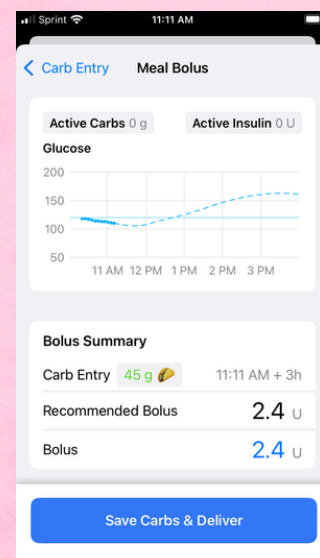 Sprint 11:11 AM
Carb Entry Meal Bolus
Active Carbs 0 g Active Insulin 0 U
Glucose
200
150
100
50
11 AM 12 PM 1 PM 2 PM 3 PM
Bolus Summary
Carb Entry 45 g 🌮 11:11 AM + 3h
Recommended Bolus 2.4 U
Bolus 2.4 U
Save Carbs & Deliver